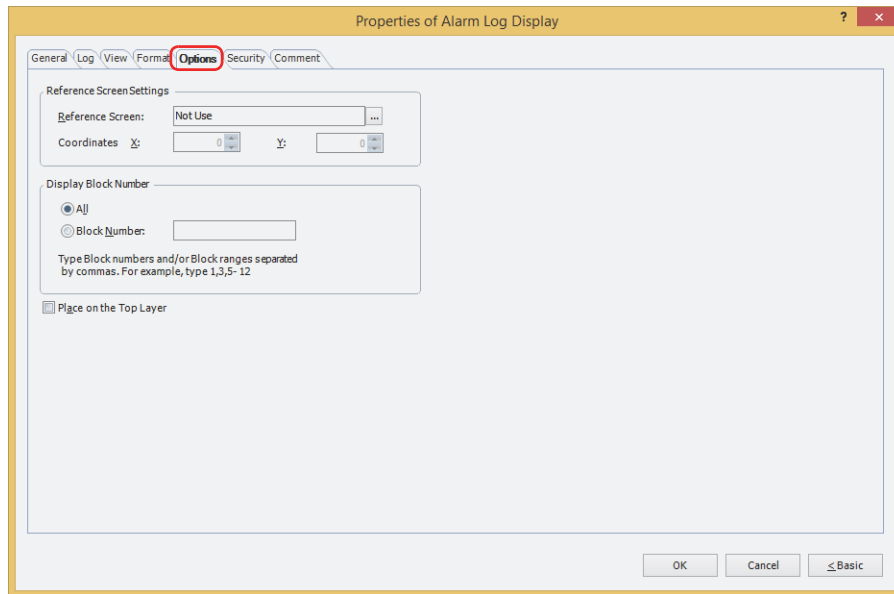 Properties of Alarm Log Display
? ×
General Log View Format Options Security Comment
Reference Screen Settings
Reference Screen: Not Use ...
Coordinates X: 0 Y: 0
Display Block Number
All
Block Number:
Type Block numbers and/or Block ranges separated
by commas. For example, type 1,3,5- 12
Place on the Top Layer
OK Cancel < Basic